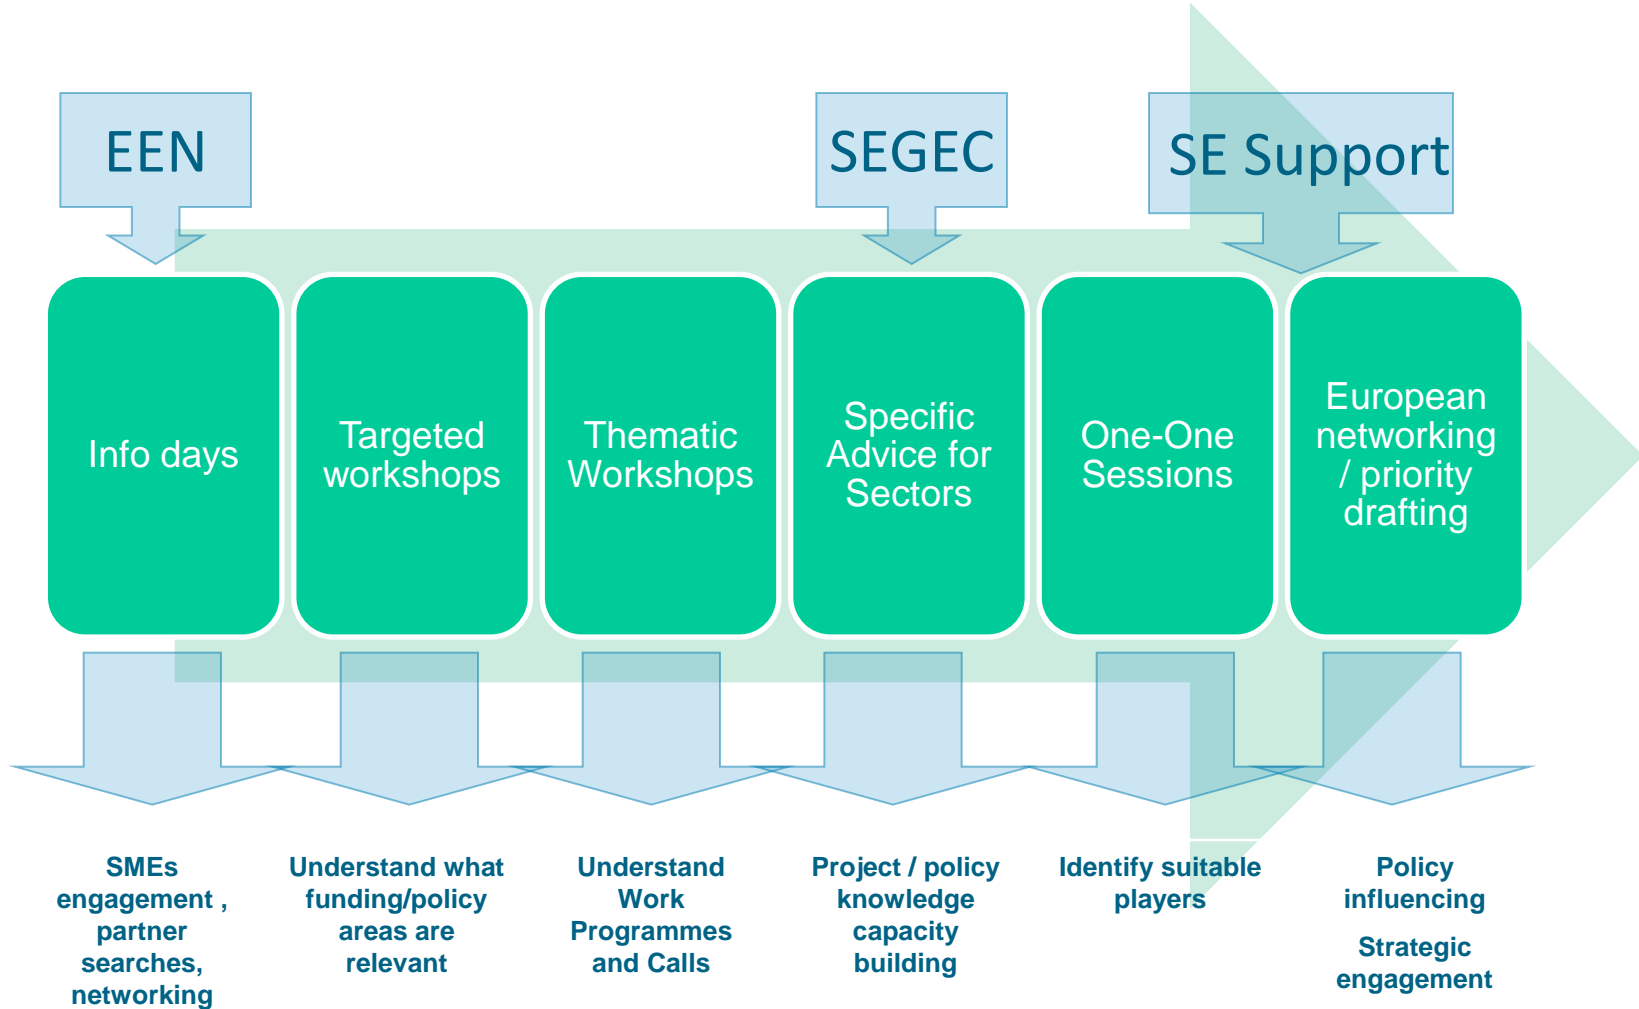 EEN
SEGEC
SE Support
Info days
Targeted
workshops
Thematic
Workshops
Specific
Advice for
Sectors
One-One
Sessions
European
networking
/ priority
drafting
SMEs
engagement ,
partner
searches,
networking
Understand what
funding/policy
areas are
relevant
Understand
Work
Programmes
and Calls
Project / policy
knowledge
capacity
building
Identify suitable
players
Policy
influencing
Strategic
engagement